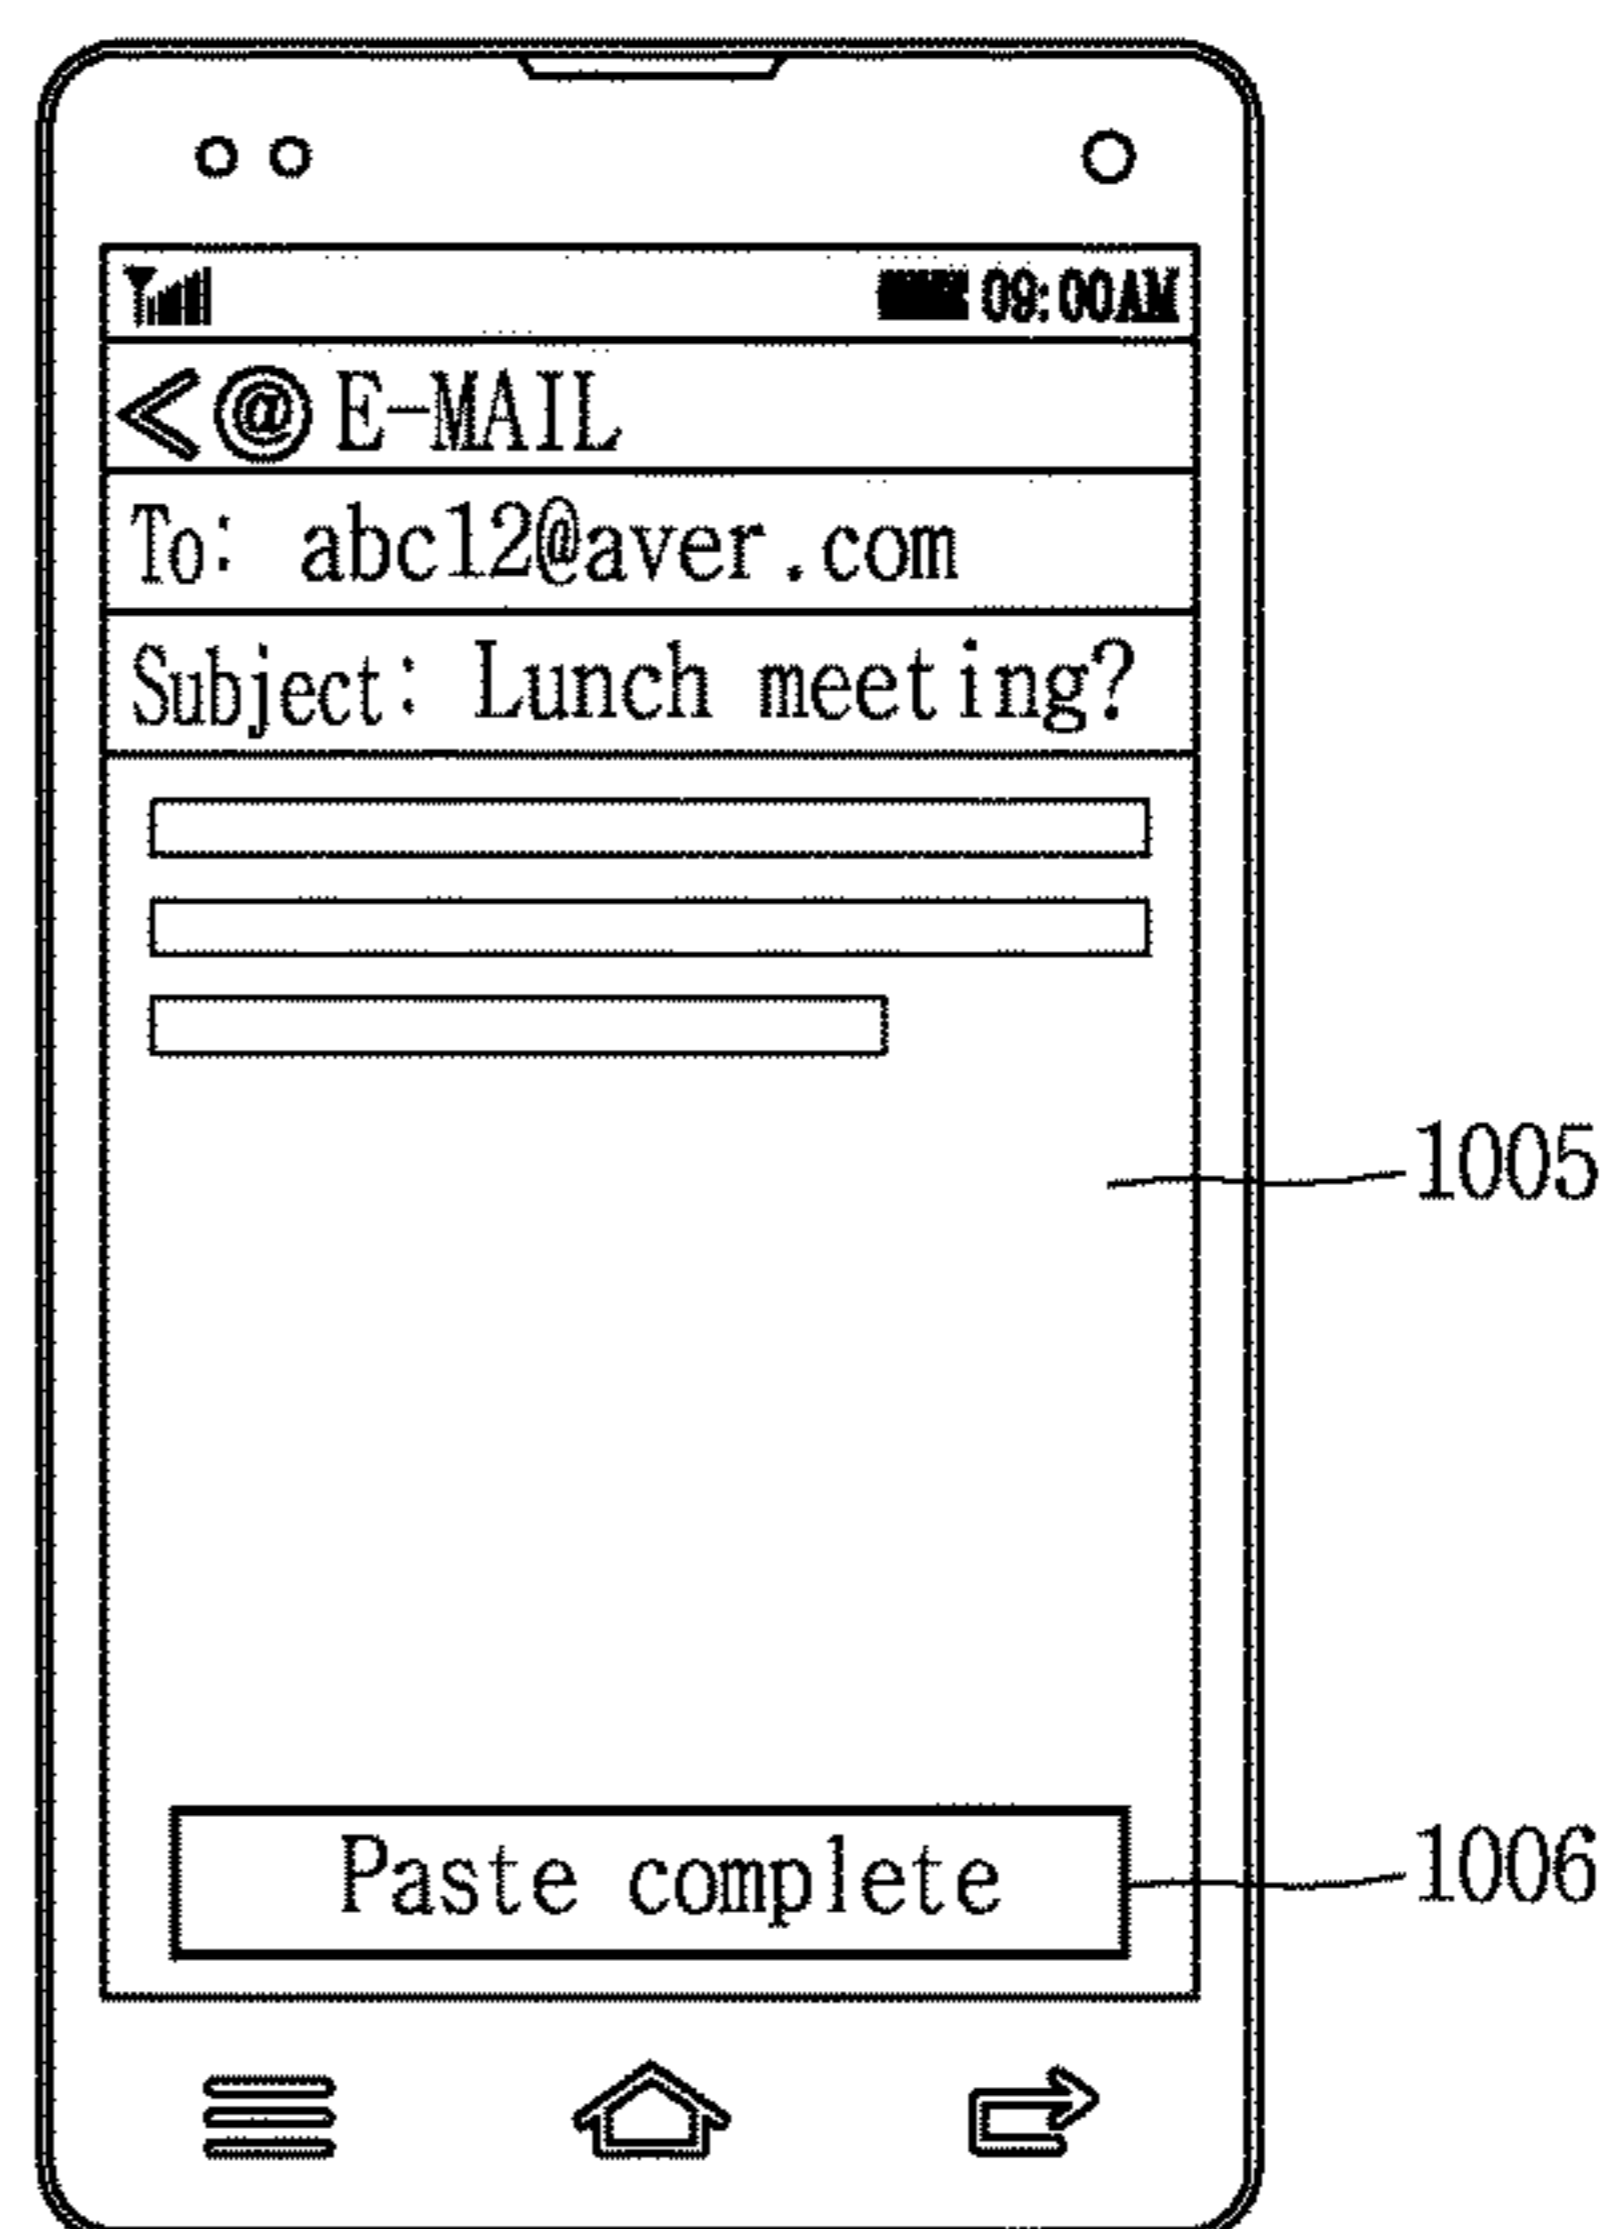 09:00AM
< @ E-MAIL
To: abc12@aver.com
Subject: Lunch meeting?
1005
Paste complete
1006